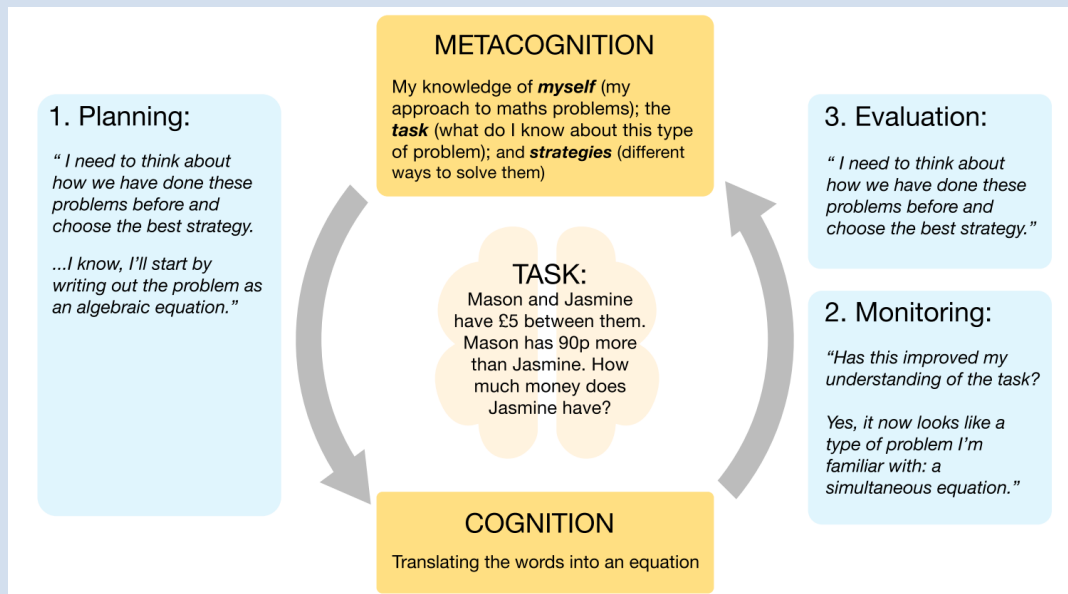 METACOGNITION
My knowledge of myself (my
approach to maths problems); the
task (what do I know about this type
of problem); and strategies (different
ways to solve them)
1. Planning:
“ I need to think about
how we have done these
problems before and
choose the best strategy.
...I know, I’ll start by
writing out the problem as
an algebraic equation.”
TASK:
Mason and Jasmine
have £5 between them.
Mason has 90p more
than Jasmine. How
much money does
Jasmine have?
3. Evaluation:
“ I need to think about
how we have done these
problems before and
choose the best strategy.”
2. Monitoring:
“Has this improved my
understanding of the task?
Yes, it now looks like a
type of problem I’m
familiar with: a
simultaneous equation.”
COGNITION
Translating the words into an equation